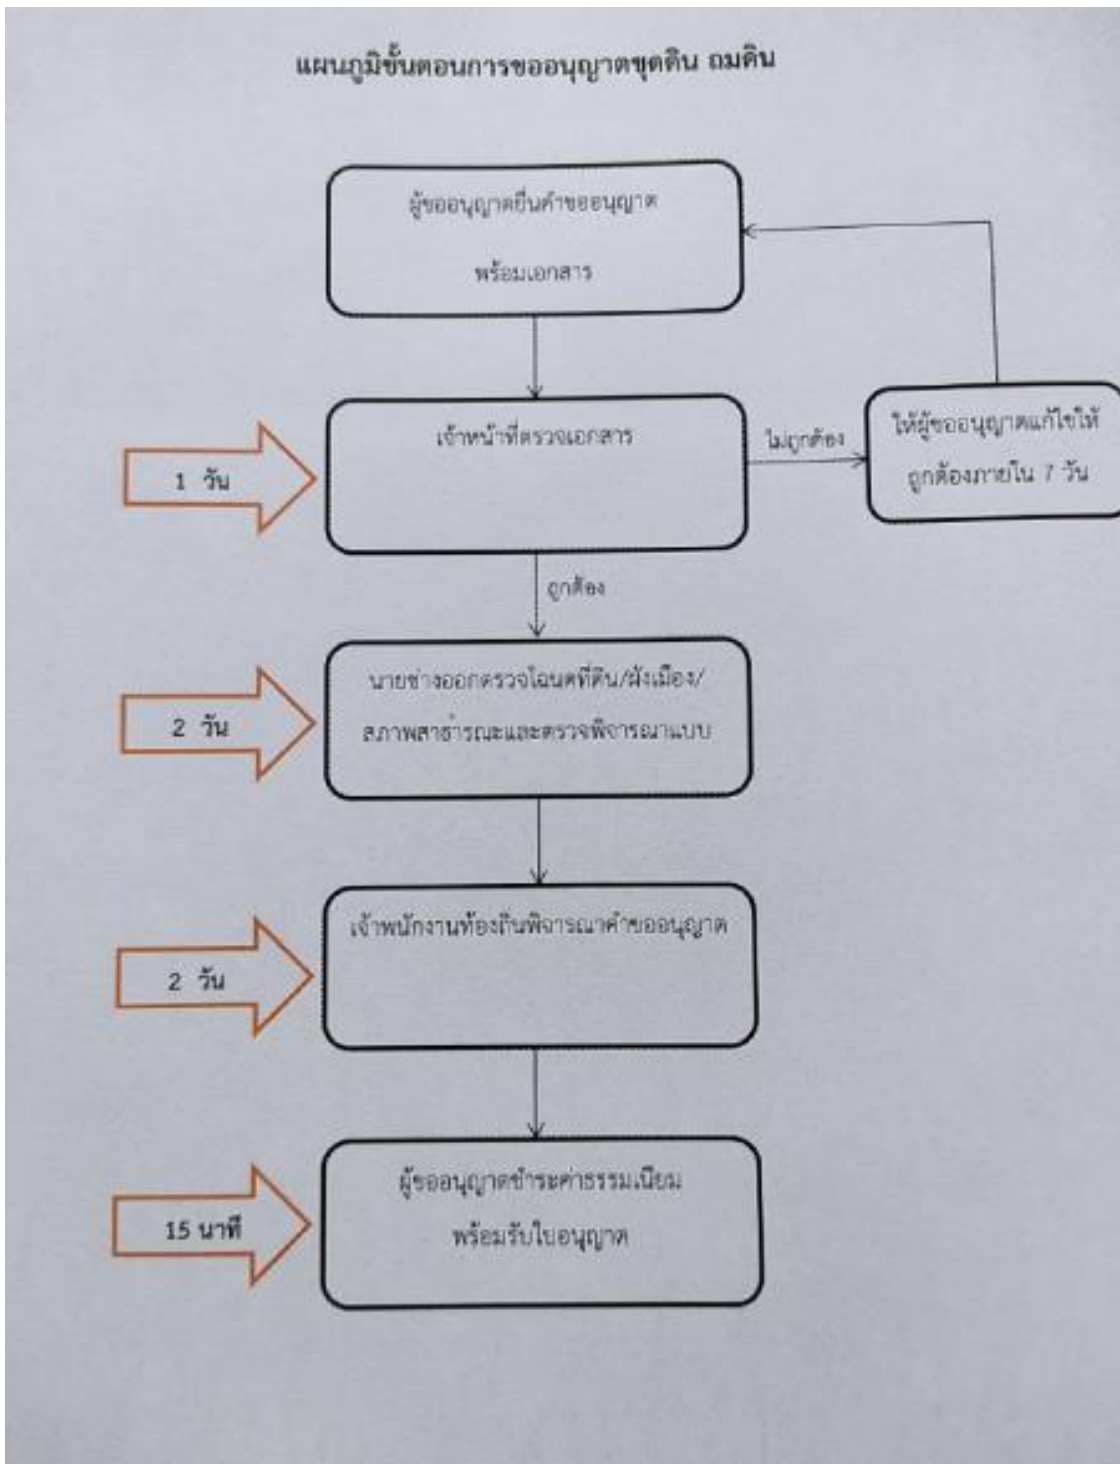 แผนภูมิขั้นตอนการขออนุญาตขุดดิน ถมดิน
ผู้ขออนุญาตยื่นคำขออนุญาต
พร้อมเอกสาร
เจ้าหน้าที่ตรวจเอกสาร
1 วัน
ไม่ถูกต้อง
ให้ผู้ขออนุญาตแก้ไขให้
ถูกต้องภายใน 7 วัน
ถูกต้อง
นายช่างออกตรวจโฉนดที่ดิน/ผังเมือง/
สภาพสาธารณะและตรวจพิจารณาแบบ
2 วัน
เจ้าพนักงานท้องถิ่นพิจารณาคำขออนุญาต
2 วัน
ผู้ขออนุญาตชำระค่าธรรมเนียม
พร้อมรับใบอนุญาต
15 นาที